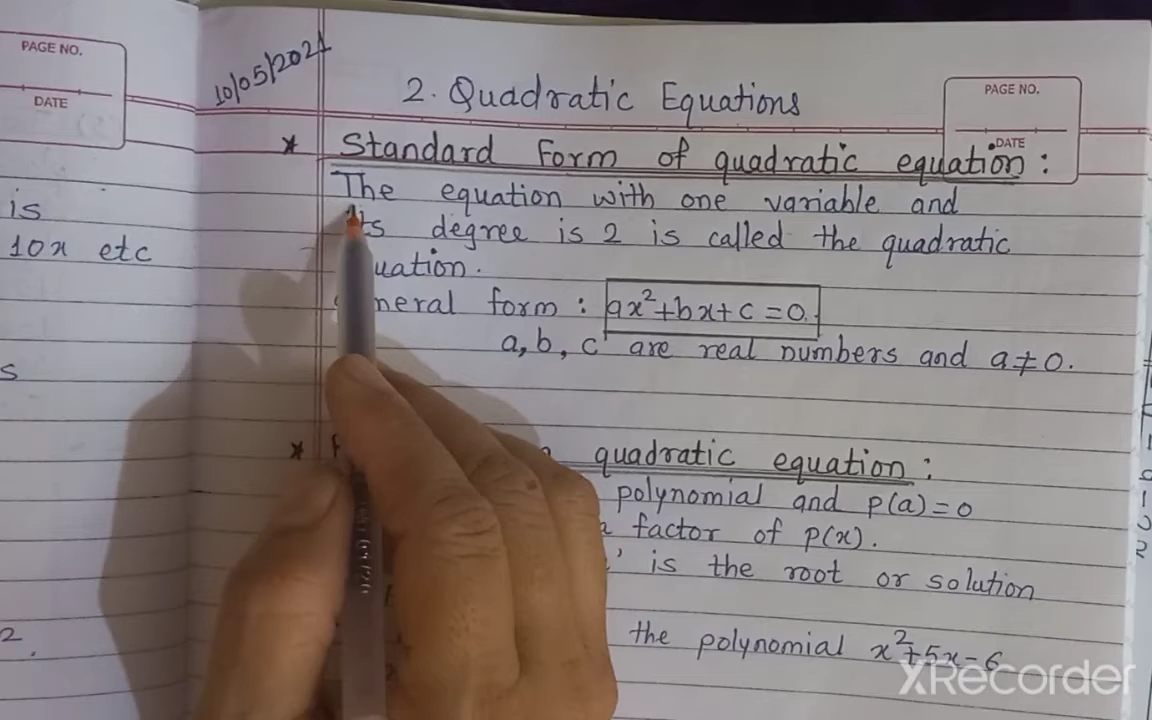 PAGE NO.
DATE
is
10x etc
s
2.
10/05/2021
PAGE NO.
DATE
2. Quadratic Equations
* Standard Form of quadratic equation :
The equation with one variable and
its degree is 2 is called the quadratic
uation.
neral form : ax²+bx+c=0.
a, b, c are real numbers and a≠0.
* quadratic equation :
polynomial and p(a)=0
a factor of p(x).
' is the root or solution
the polynomial x²+5x-6
XRecorder